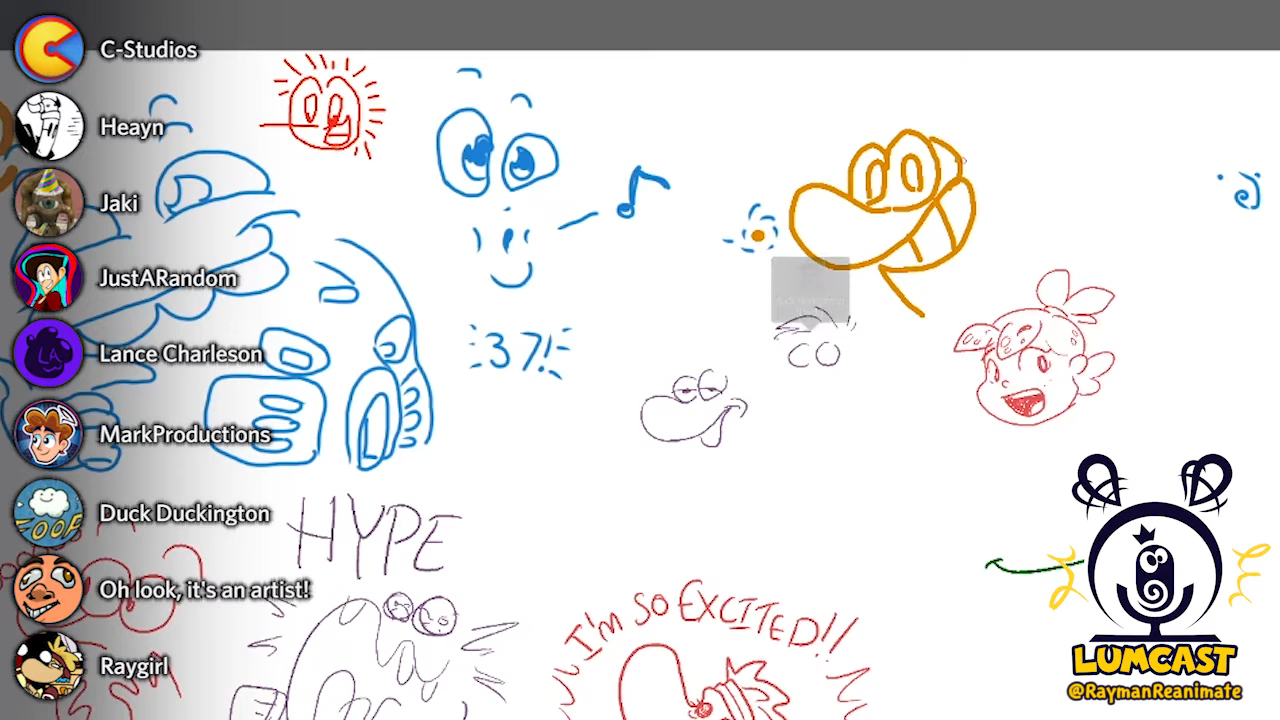 C-Studios
Heayn
Jaki
JustARandom
Lance Charleson
MarkProductions
Duck Duckington
Oh look, it's an artist!
Raygirl
37!
HYPE
I'M SO EXCITED!!
LUMCAST
@RaymanReanimate